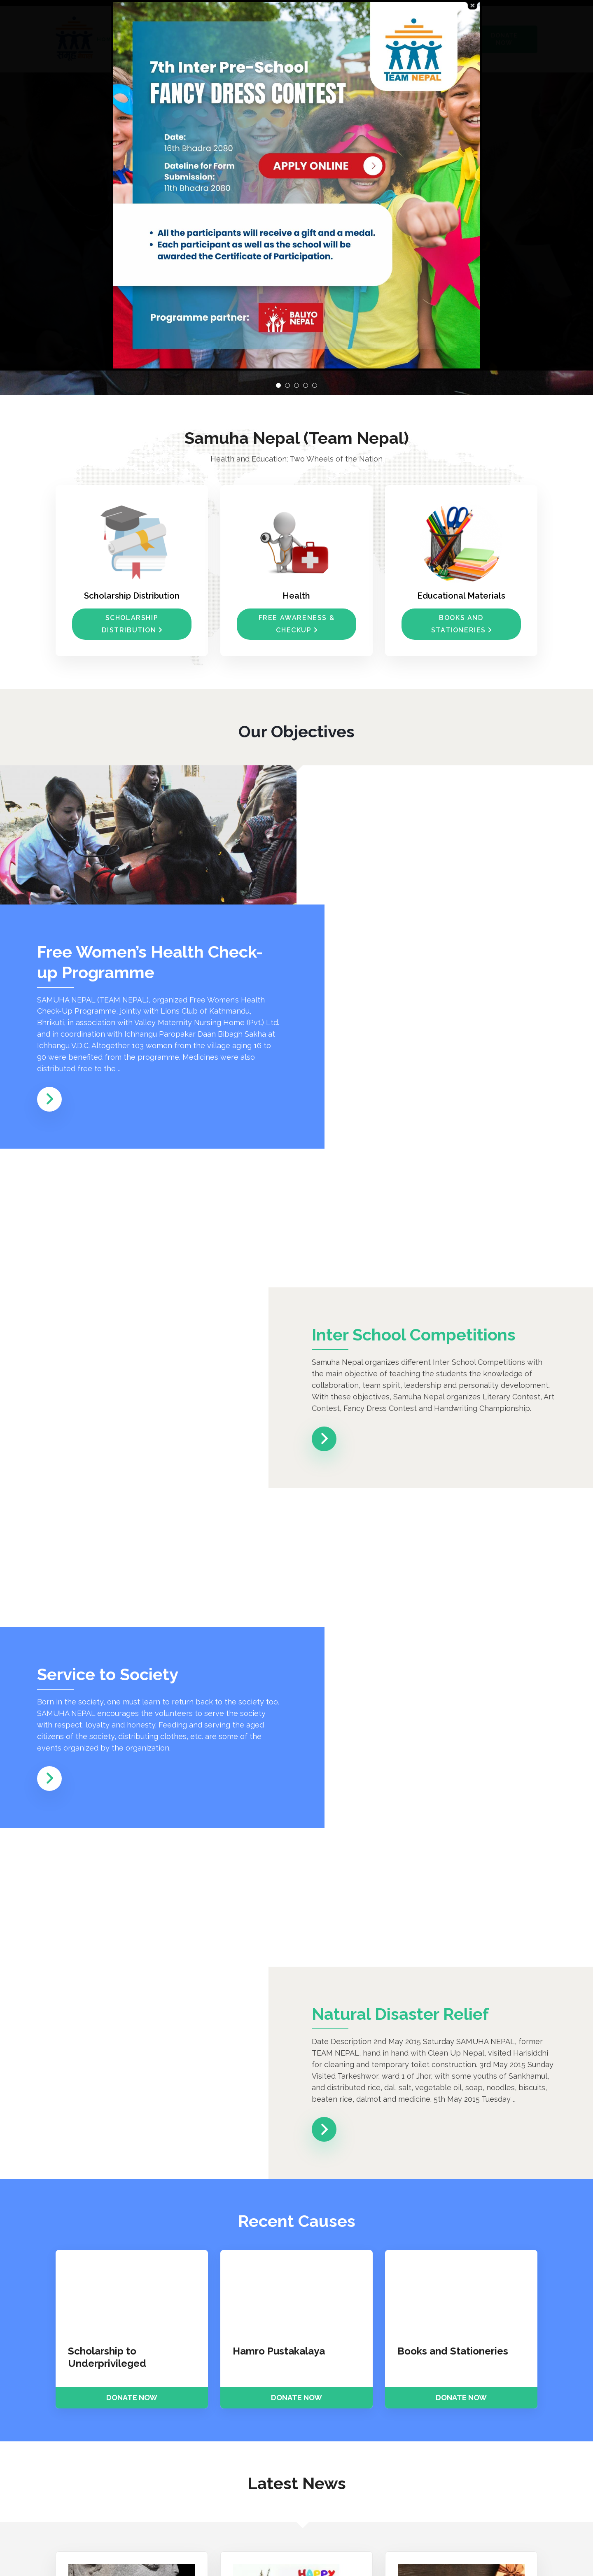 TEAM NEPAL
7th Inter Pre-School
FANCY DRESS CONTEST
Date:
16th Bhadra 2080
Dateline for Form
Submission:
11th Bhadra 2080
APPLY ONLINE
• All the participants will receive a gift and a medal.
• Each participant as well as the school will be
awarded the Certificate of Participation.
Programme partner:
BALIYO
NEPAL
Samuha Nepal (Team Nepal)
Health and Education; Two Wheels of the Nation
Scholarship Distribution
SCHOLARSHIP
DISTRIBUTION
Health
FREE AWARENESS &
CHECKUP
Educational Materials
BOOKS AND
STATIONERIES
Our Objectives
Free Women's Health Check-
up Programme
SAMUHA NEPAL (TEAM NEPAL), organized Free Women's Health
Check-Up Programme, jointly with Lions Club of Kathmandu,
Bhrikuti, in association with Valley Maternity Nursing Home (Pvt.) Ltd.
and in coordination with Ichhangu Paropakar Daan Bibagh Sakha at
Ichhangu V.D.C. Altogether 103 women from the village aging 16 to
90 were benefited from the programme. Medicines were also
distributed free to the ...
Inter School Competitions
Samuha Nepal organizes different Inter School Competitions with
the main objective of teaching the students the knowledge of
collaboration, team spirit, leadership and personality development.
With these objectives, Samuha Nepal organizes Literary Contest, Art
Contest, Fancy Dress Contest and Handwriting Championship.
Service to Society
Born in the society, one must learn to return back to the society too.
SAMUHA NEPAL encourages the volunteers to serve the society
with respect, loyalty and honesty. Feeding and serving the aged
citizens of the society, distributing clothes, etc. are some of the
events organized by the organization.
Natural Disaster Relief
Date Description 2nd May 2015 Saturday SAMUHA NEPAL, former
TEAM NEPAL, hand in hand with Clean Up Nepal, visited Harisiddhi
for cleaning and temporary toilet construction. 3rd May 2015 Sunday
Visited Tarkeshwor, ward 1 of Jhor, with some youths of Sankhamul,
and distributed rice, dal, salt, vegetable oil, soap, noodles, biscuits,
beaten rice, dalmot and medicine. 5th May 2015 Tuesday ...
Recent Causes
Scholarship to
Underprivileged
DONATE NOW
Hamro Pustakalaya
DONATE NOW
Books and Stationeries
DONATE NOW
Latest News
HAPPY